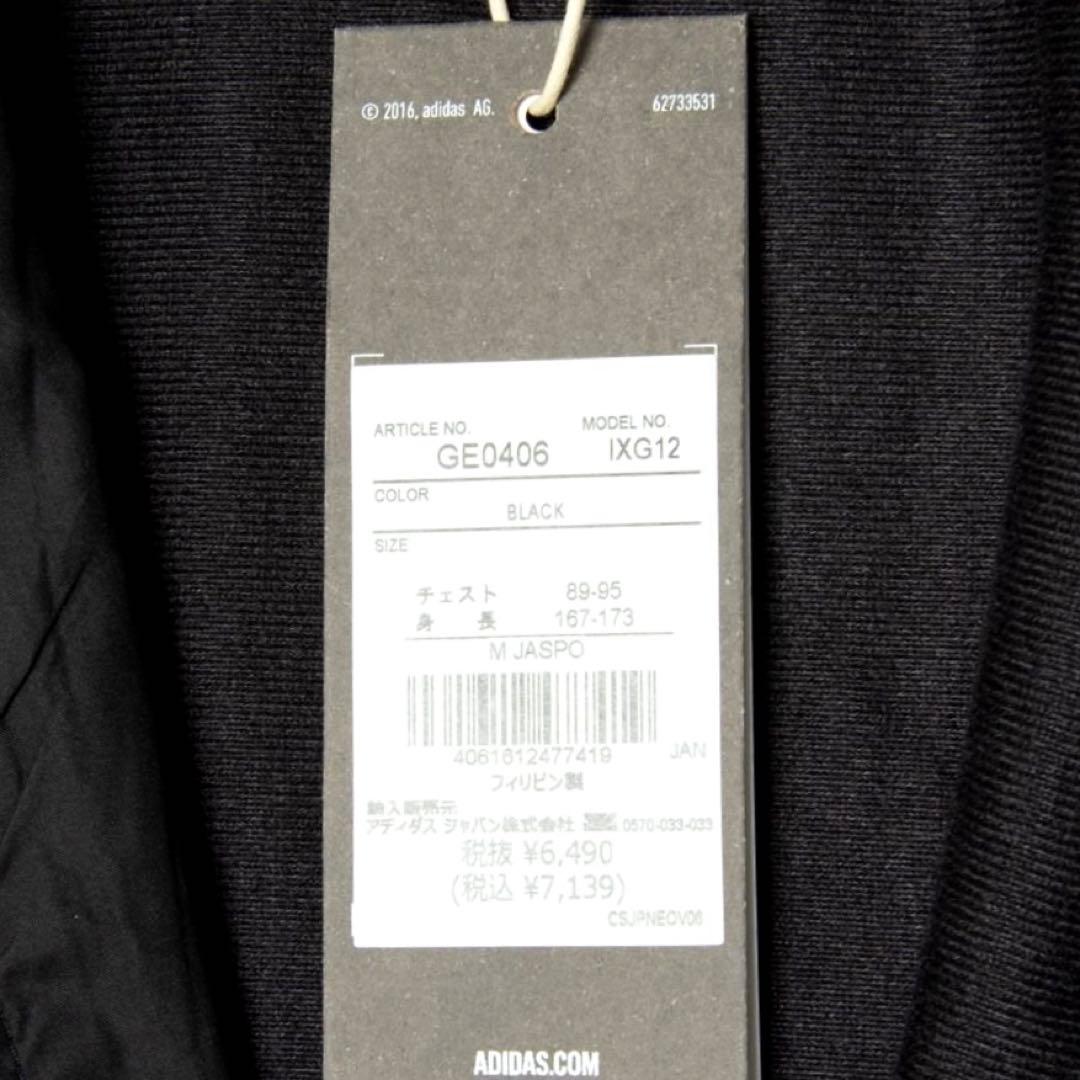 © 2016, adidas AG. 62733531
ARTICLE NO. MODEL NO.
GE0406 IXG12
COLOR
BLACK
SIZE
チェスト 89-95
身 長 167-173
M JASPO
4061612477419 JAN
フィリピン製
輸入販売元
アディダス ジャパン株式会社 0570-033-033
税抜 ¥6,490
(税込 ¥7,139)
CSJPNEOV06
ADIDAS.COM